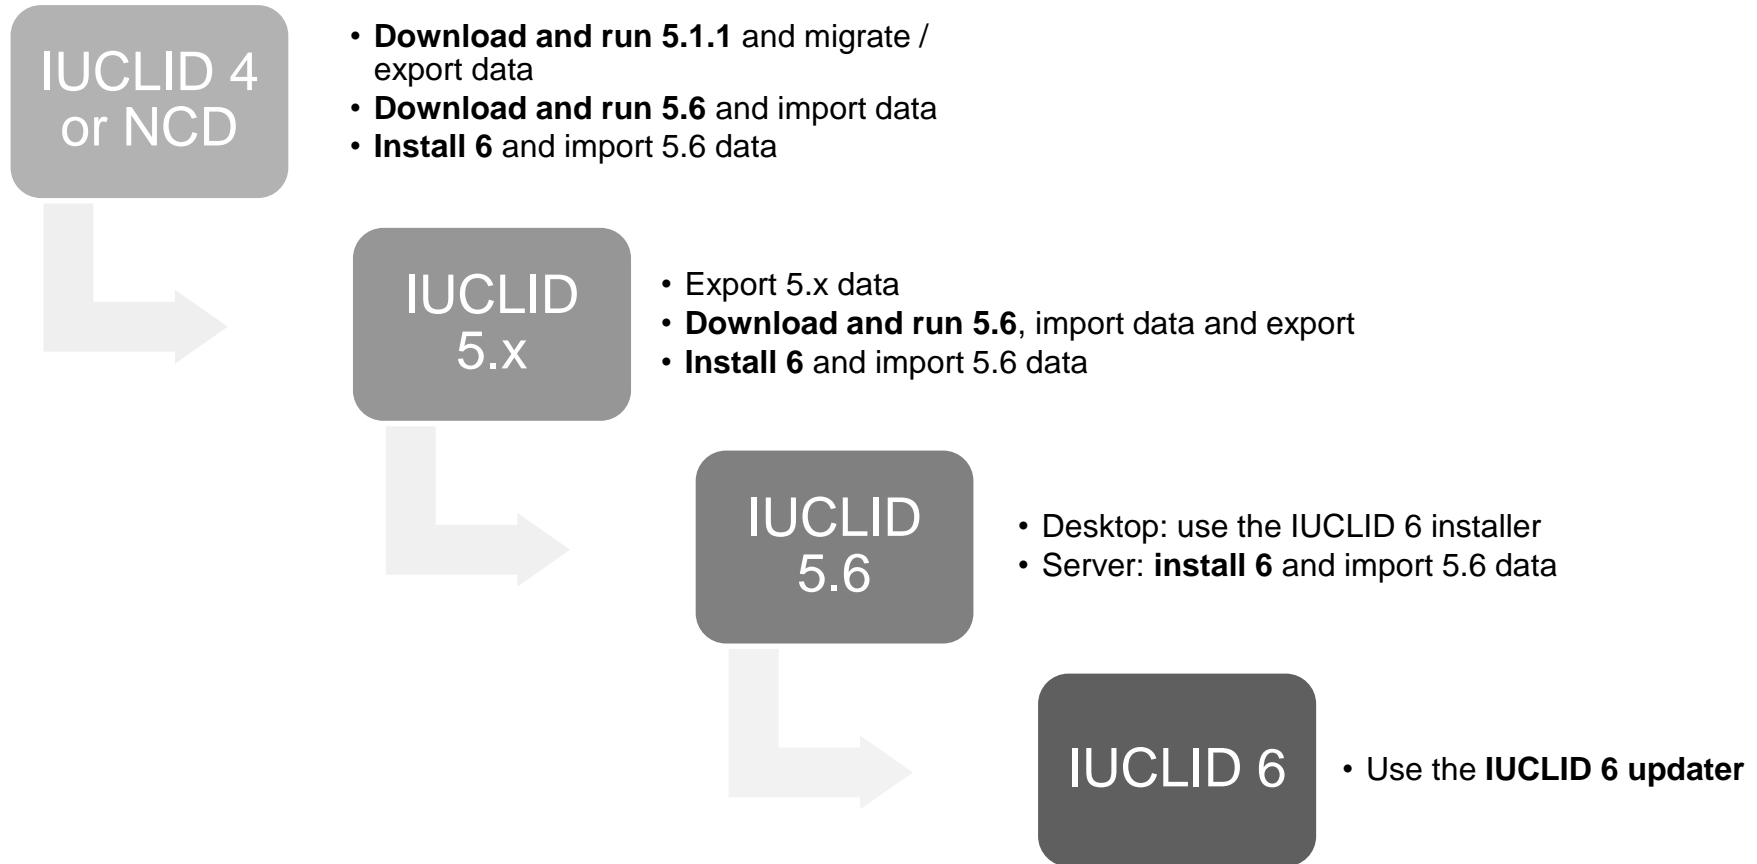 IUCLID 4
or NCD
• Download and run 5.1.1 and migrate /
export data
• Download and run 5.6 and import data
• Install 6 and import 5.6 data
IUCLID
5.x
• Export 5.x data
• Download and run 5.6, import data and export
• Install 6 and import 5.6 data
IUCLID
5.6
• Desktop: use the IUCLID 6 installer
• Server: install 6 and import 5.6 data
IUCLID 6
• Use the IUCLID 6 updater